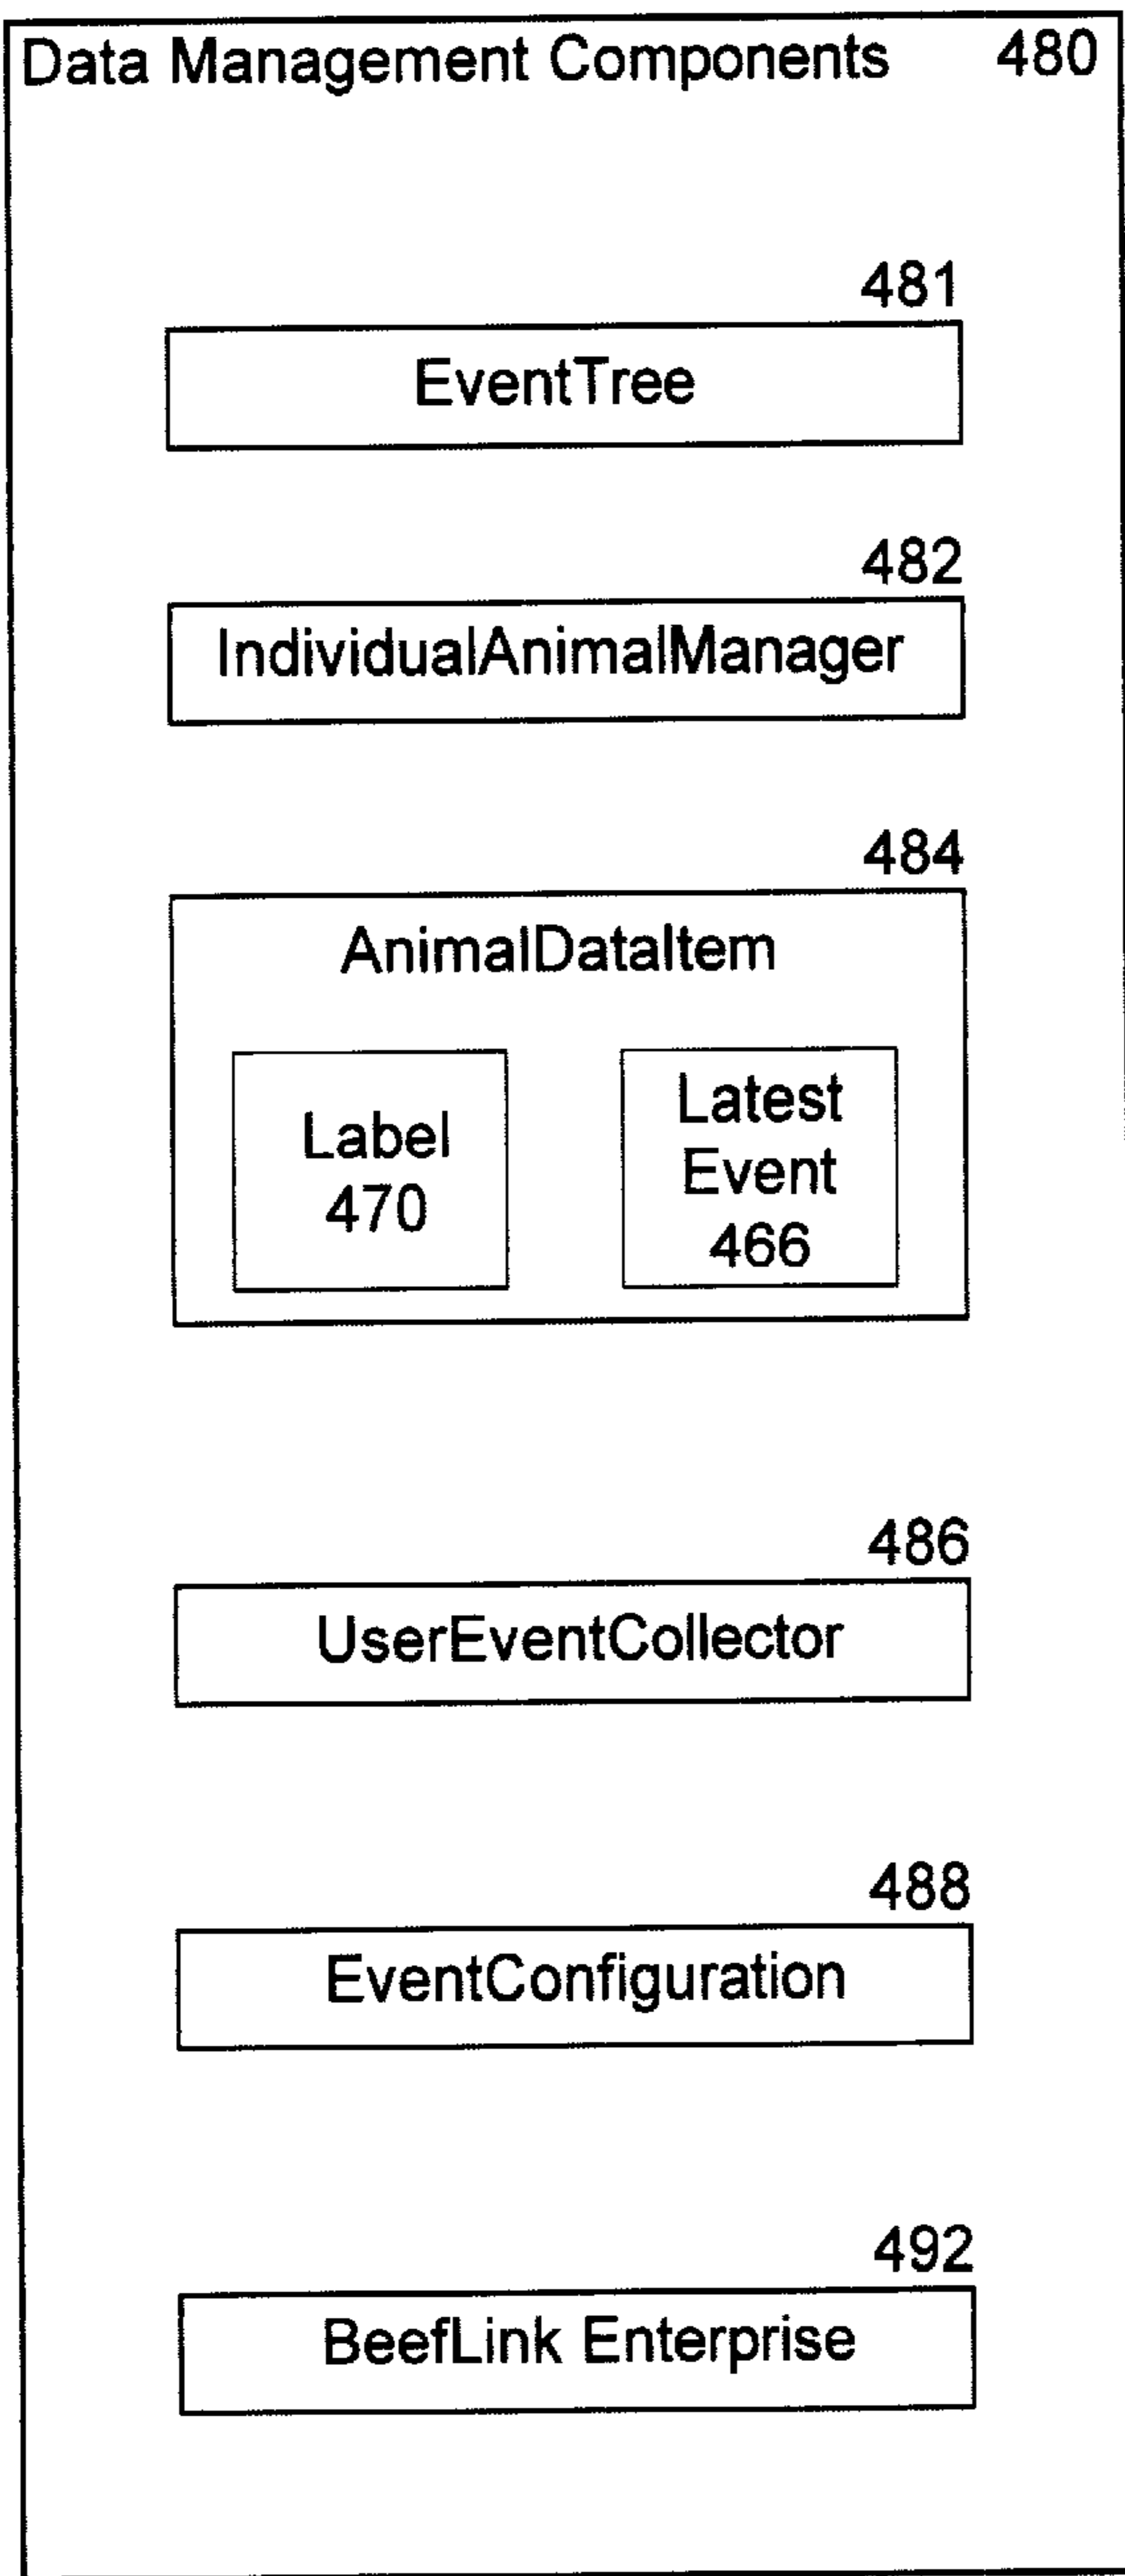 Data Management Components 480
481
EventTree
482
IndividualAnimalManager
484
AnimalDataItem
Label
470
Latest
Event
466
486
UserEventCollector
488
EventConfiguration
492
BeefLink Enterprise